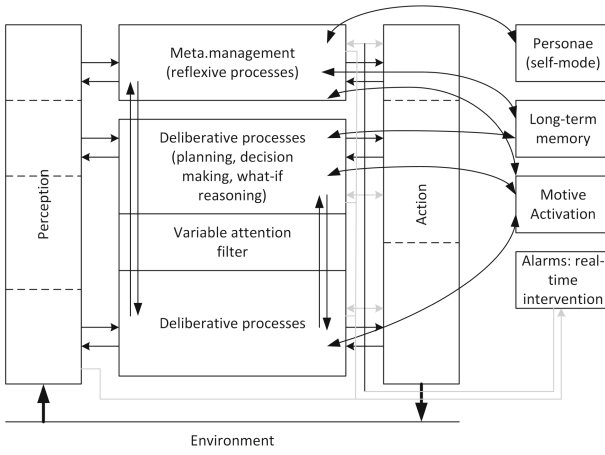 Meta.management
(reflexive processes)
Deliberative processes
(planning, decision
making, what-if
reasoning)
Variable attention
filter
Deliberative processes
Perception
Action
Personae
(self-mode)
Long-term
memory
Motive
Activation
Alarms: real-
time
intervention
Environment